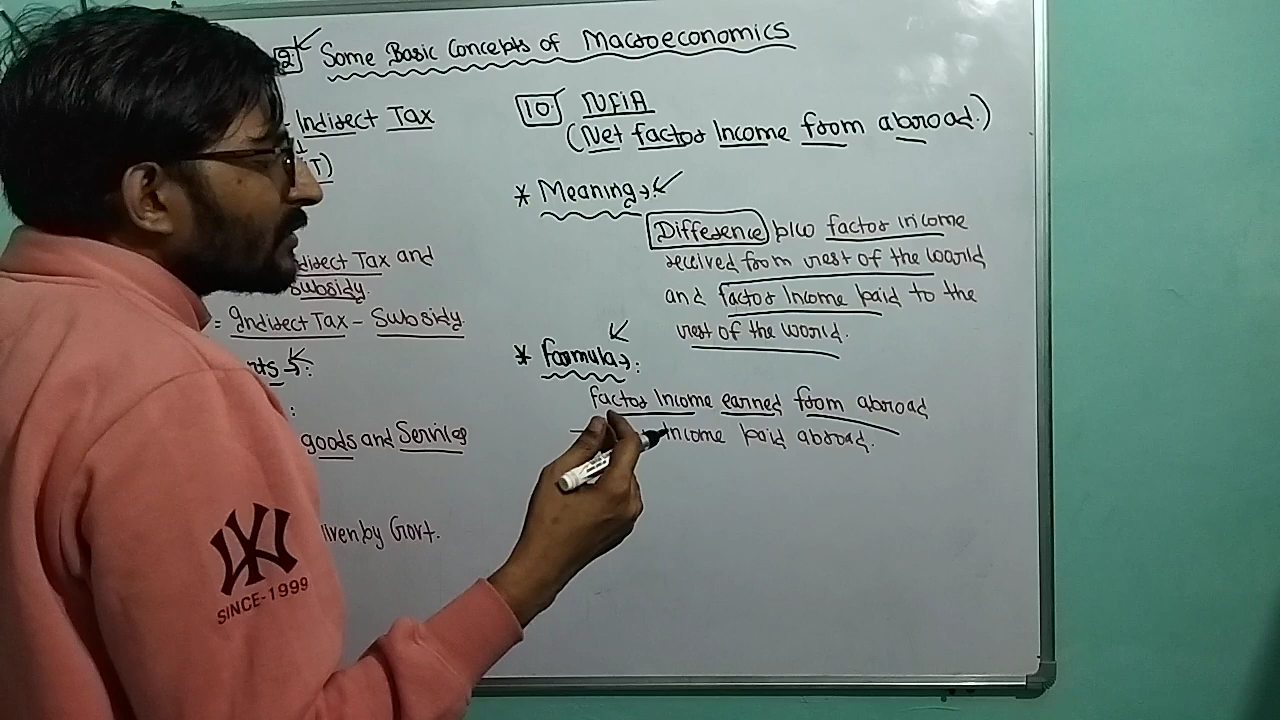 2 Some Basic Concepts of Macroeconomics
- Indirect Tax
T)
Indirect Tax and
Subsidy.
= Indirect Tax - Subsidy
:
goods and Services
given by Govt.
10. NFIA
(Net factor Income from abroad.)
* Meaning:
Difference b/w factor income
received from rest of the world
and factor Income paid to the
rest of the world.
* Formula:
factor Income earned from abroad
- Income paid abroad.
SINCE-1999